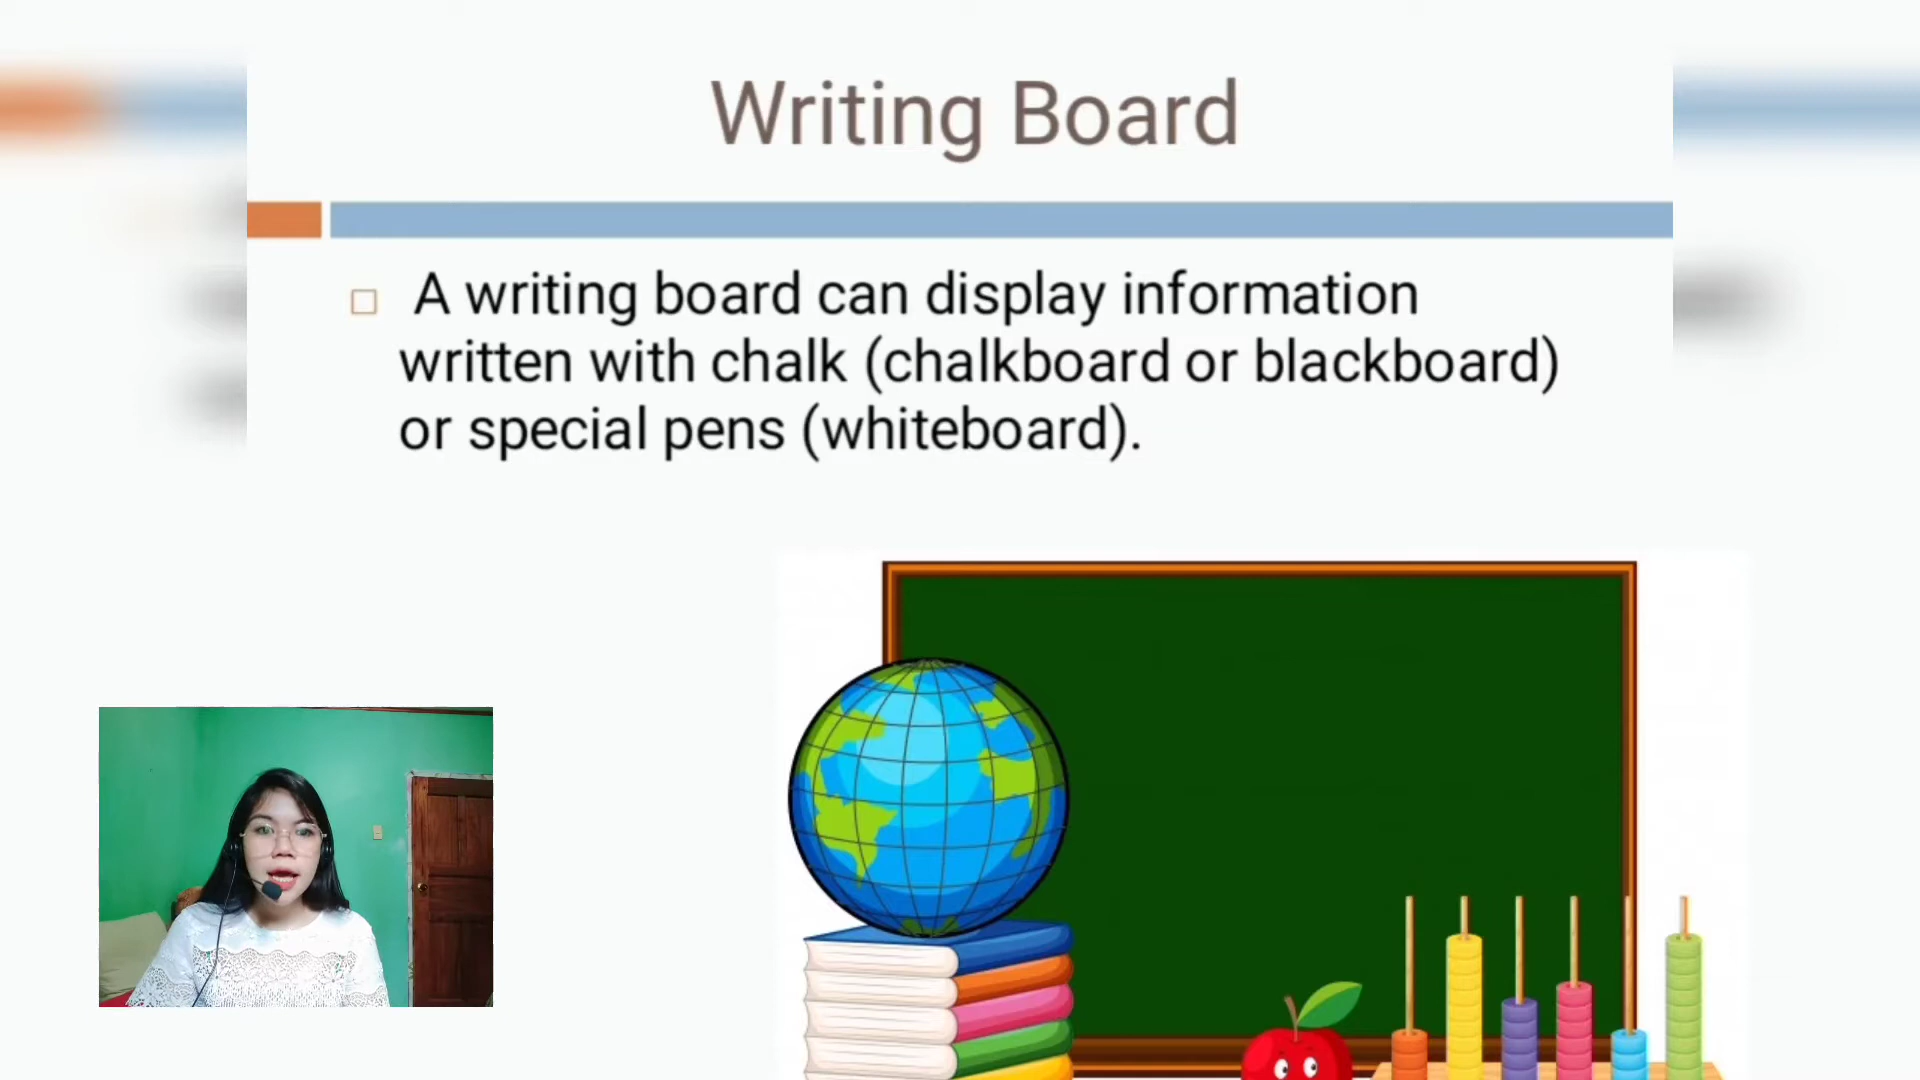 Writing Board
A writing board can display information
written with chalk (chalkboard or blackboard)
or special pens (whiteboard).